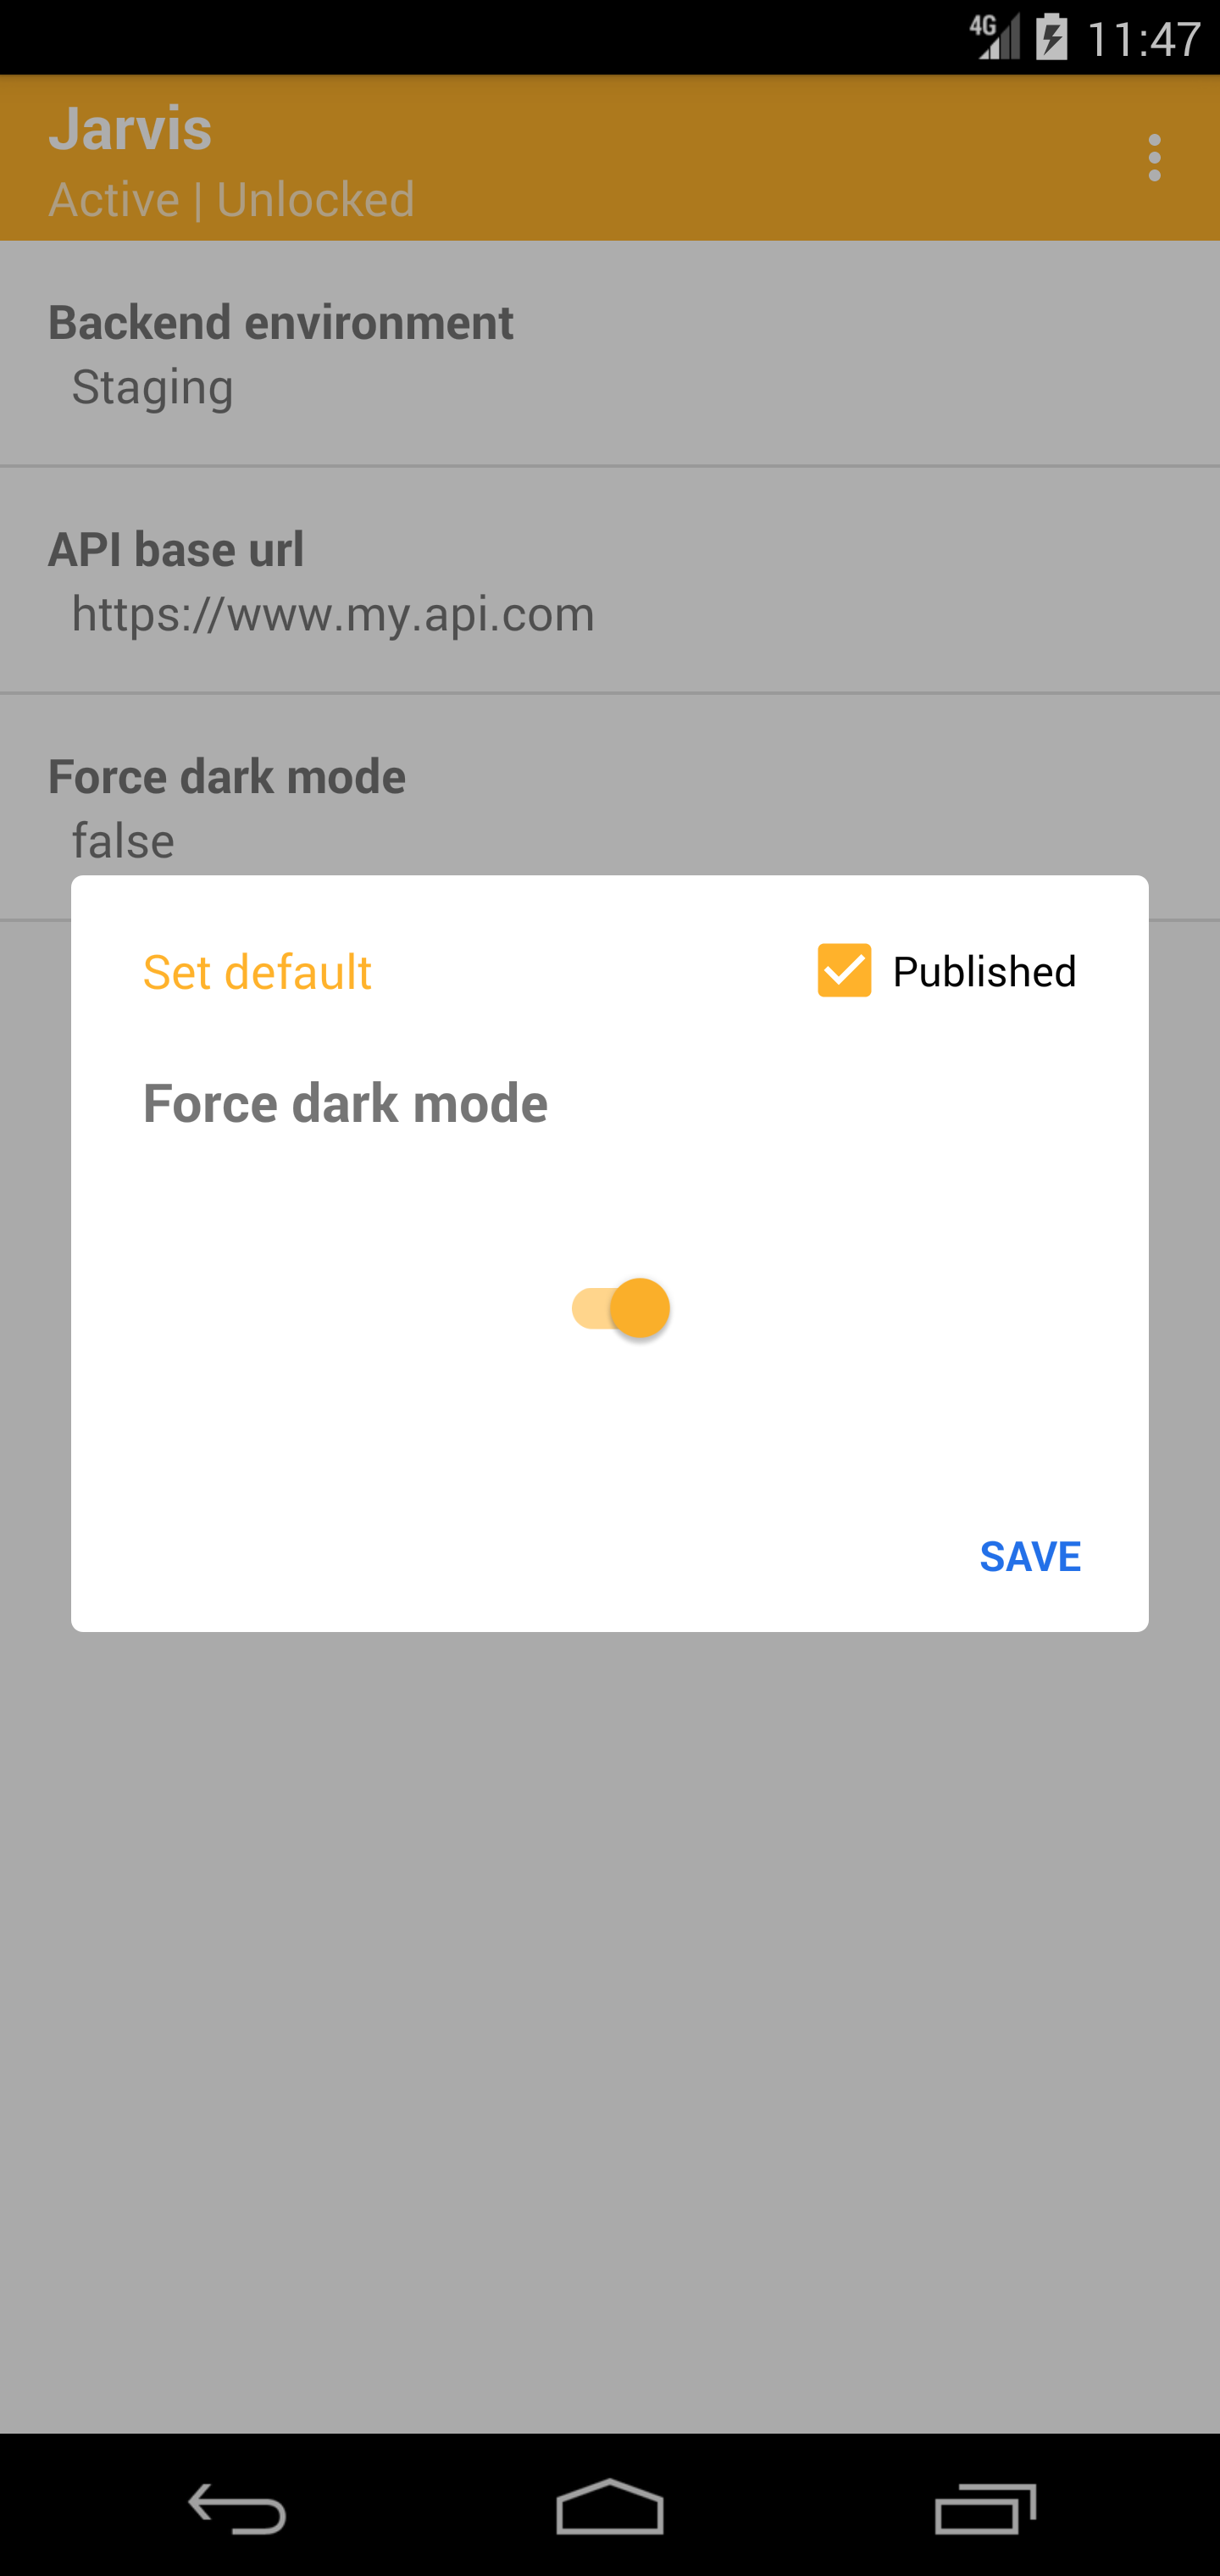 4G 11:47
Jarvis
Active | Unlocked
Backend environment
Staging
API base url
https://www.my.api.com
Force dark mode
false
Set default Published
Force dark mode
SAVE